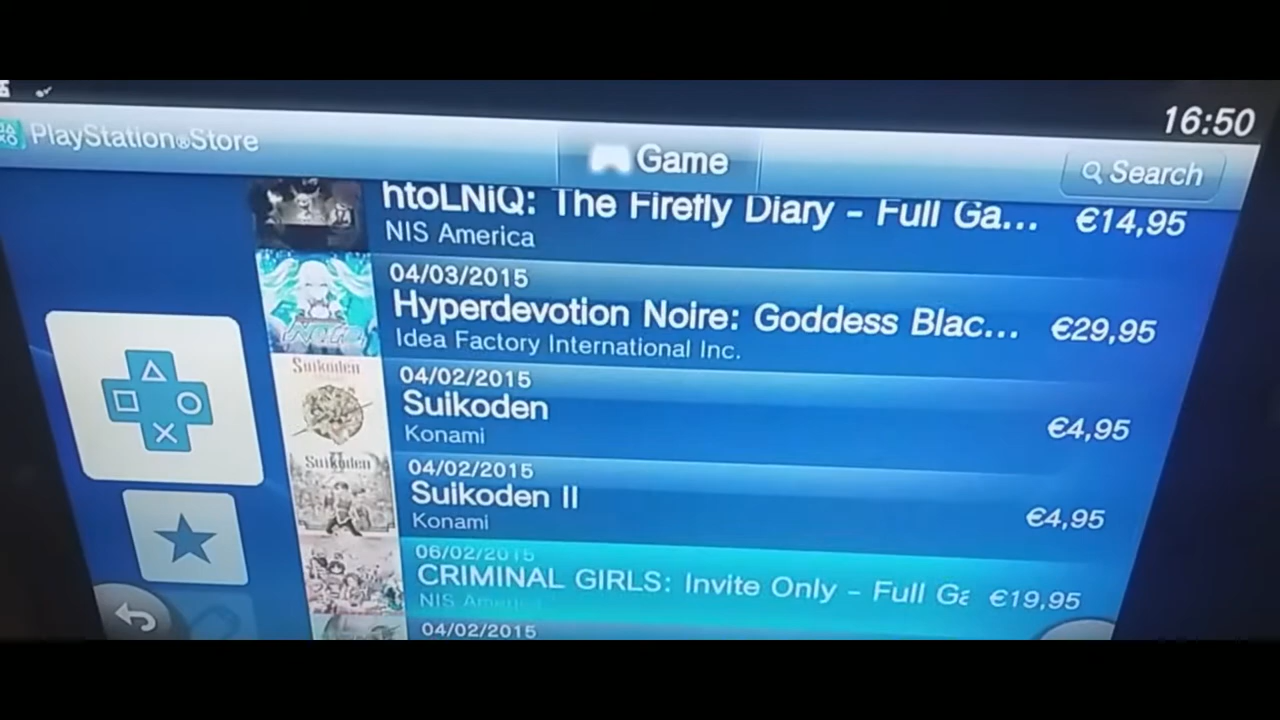 16:50
PlayStation®Store
Game
Search
htoLNiQ: The Firefly Diary - Full Ga... €14,95
NIS America
04/03/2015
Hyperdevotion Noire: Goddess Blac... €29,95
Idea Factory International Inc.
Suikoden
04/02/2015
Suikoden €4,95
Konami
Suikoden
II
04/02/2015
Suikoden II €4,95
Konami
06/02/2015
CRIMINAL GIRLS: Invite Only - Full Ga €19,95
NIS America
04/02/2015